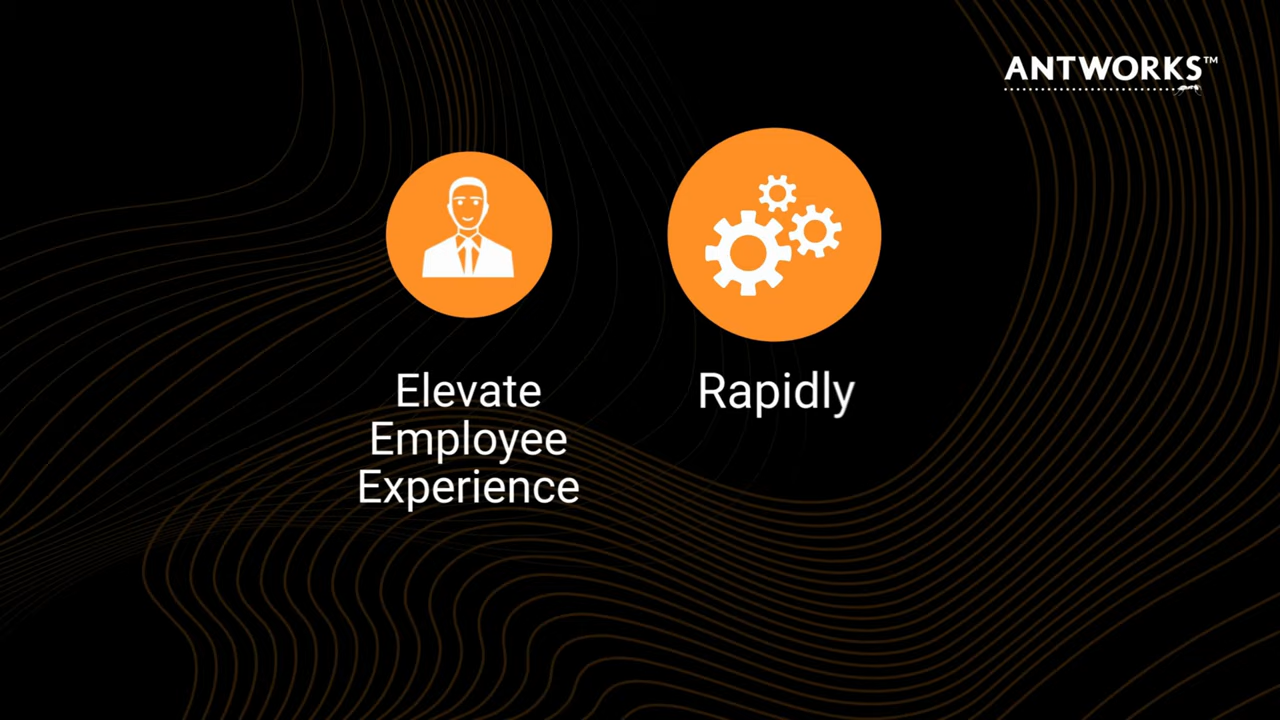 ANTWORKS™
Elevate
Employee
Experience
Rapidly